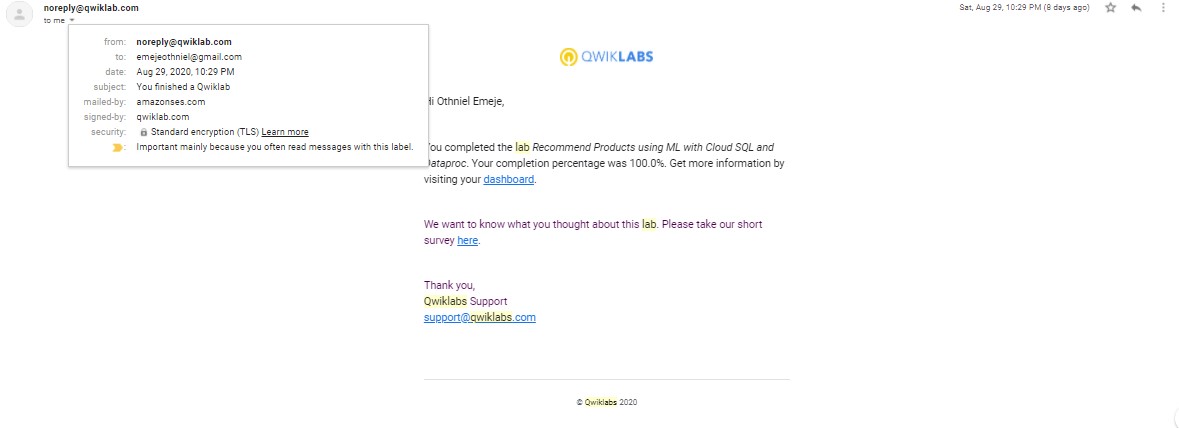 noreply@qwiklab.com
Sat, Aug 29, 10:29 PM (8 days ago)
to me
from: noreply@qwiklab.com
to: emejeothniel@gmail.com
date: Aug 29, 2020, 10:29 PM
subject: You finished a Qwiklab
mailed-by: amazonses.com
signed-by: qwiklab.com
security: Standard encryption (TLS) Learn more
: Important mainly because you often read messages with this label.
QWIKLABS
Hi Othniel Emeje,
You completed the lab Recommend Products using ML with Cloud SQL and
Dataproc. Your completion percentage was 100.0%. Get more information by
visiting your dashboard.
We want to know what you thought about this lab. Please take our short
survey here.
Thank you,
Qwiklabs Support
support@qwiklabs.com
© Qwiklabs 2020